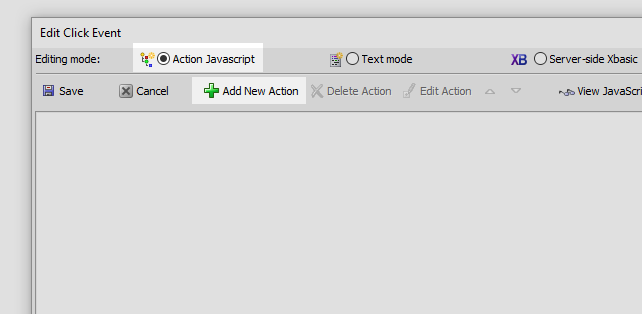 Edit Click Event
Editing mode: Action Javascript Text mode XB Server-side Xbasic
Save Cancel Add New Action Delete Action Edit Action View JavaScri